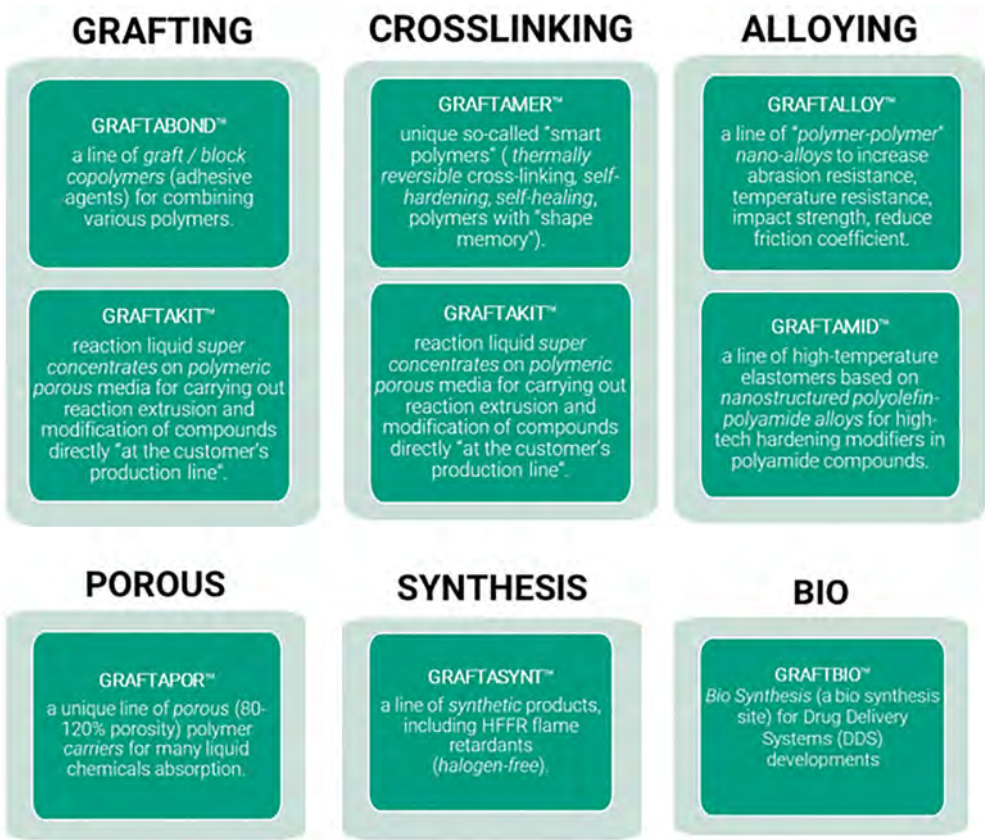 GRAFTING
GRAFTABOND™
a line of graft / block
copolymers (adhesive
agents) for combining
various polymers.
GRAFTAKIT™
reaction liquid super
concentrates on polymeric
porous media for carrying out
reaction extrusion and
modification of compounds
directly "at the customer's
production line".
CROSSLINKING
GRAFTAMER™
unique so-called "smart
polymers" ( thermally
reversible cross-linking, self-
hardening, self-healing,
polymers with "shape
memory").
GRAFTAKIT™
reaction liquid super
concentrates on polymeric
porous media for carrying out
reaction extrusion and
modification of compounds
directly "at the customer's
production line".
ALLOYING
GRAFTALLOY™
a line of "polymer-polymer"
nano-alloys to increase
abrasion resistance,
temperature resistance,
impact strength, reduce
friction coefficient.
GRAFTAMID™
a line of high-temperature
elastomers based on
nanostructured polyolefin-
polyamide alloys for high-
tech hardening modifiers in
polyamide compounds.
POROUS
GRAFTAPOR™
a unique line of porous (80-
120% porosity) polymer
carriers for many liquid
chemicals absorption.
SYNTHESIS
GRAFTASYNT™
a line of synthetic products,
including HFFR flame
retardants
(halogen-free).
BIO
GRAFTBIO™
Bio Synthesis (a bio synthesis
site) for Drug Delivery
Systems (DDS)
developments